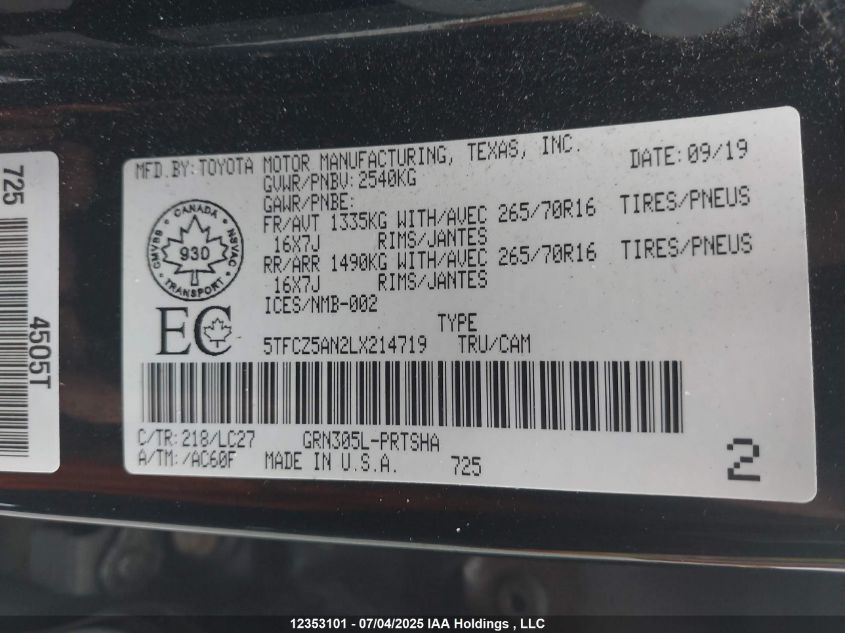 725
4505T
MFD.BY:TOYOTA MOTOR MANUFACTURING, TEXAS, INC. DATE:09/19
GVWR/PNBV:2540KG
GAWR/PNBE:
FR/AVT 1335KG WITH/AVEC 265/70R16 TIRES/PNEUS
16X7J RIMS/JANTES
RR/ARR 1490KG WITH/AVEC 265/70R16 TIRES/PNEUS
16X7J RIMS/JANTES
ICES/NMB-002
CANADA
CMVSS
930
NSVAC
TRANSPORT
EC
TYPE
5TFCZ5AN2LX214719 TRU/CAM
C/TR:218/LC27 GRN305L-PRTSHA
A/TM:/AC60F MADE IN U.S.A. 725
2
12353101 - 07/04/2025 IAA Holdings , LLC